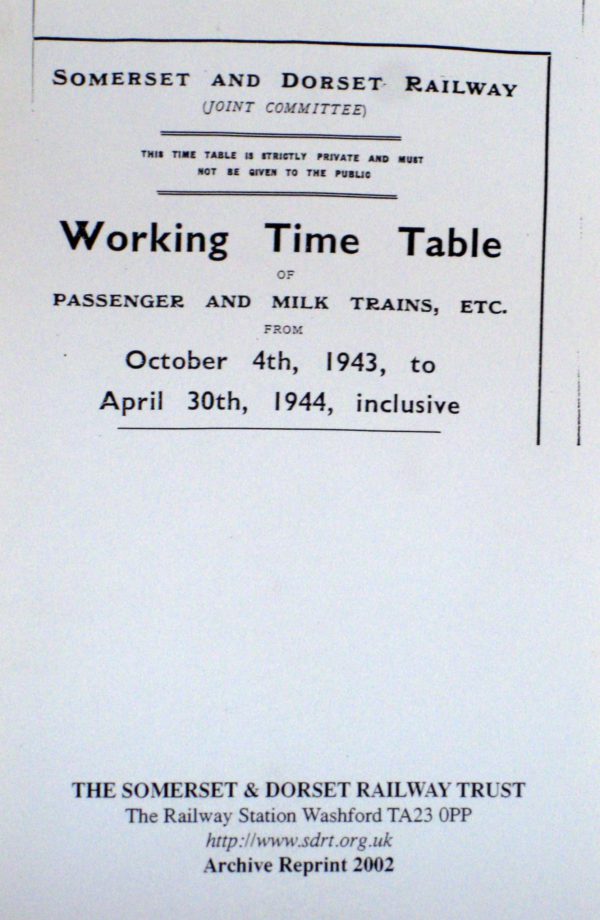 SOMERSET AND DORSET RAILWAY
(JOINT COMMITTEE)
THIS TIME TABLE IS STRICTLY PRIVATE AND MUST
NOT BE GIVEN TO THE PUBLIC
Working Time Table
OF
PASSENGER AND MILK TRAINS, ETC.
FROM
October 4th, 1943, to
April 30th, 1944, inclusive
THE SOMERSET & DORSET RAILWAY TRUST
The Railway Station Washford TA23 0PP
http://www.sdrt.org.uk
Archive Reprint 2002